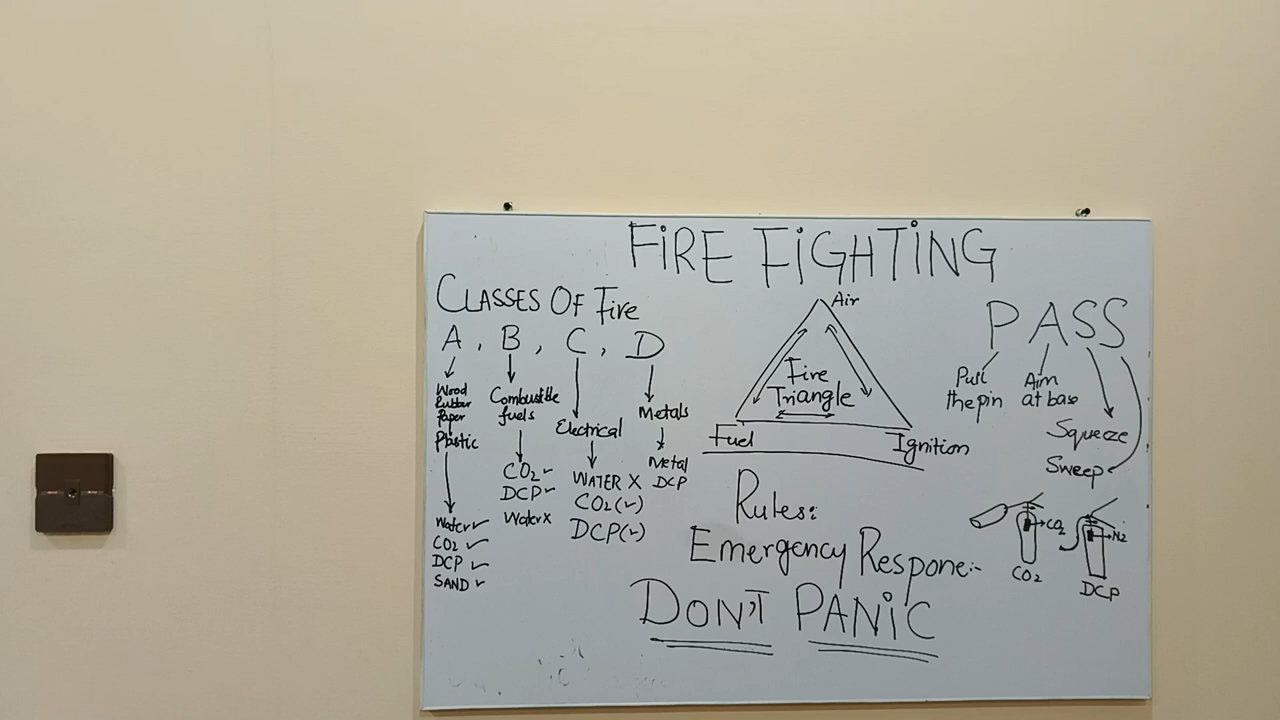 FiRE FiGHTiNG
CLASSES OF Fire
A, B, C, D
Wood
Rubber
Paper
Plastic
Water ✓
CO₂ ✓
DCP ✓
SAND ✓
Combustible
fuels
CO₂ ✓
DCP ✓
Water x
Electrical
WATER X
CO₂ (✓)
DCP (✓)
Metals
Metal
DCP
Air
Fire
Triangle
Fuel
Ignition
PASS
Pull
the pin
Aim
at base
Squeeze
Sweep
CO₂
CO₂
N₂
DCP
Rules:
Emergency Respone:-
DON'T PANiC